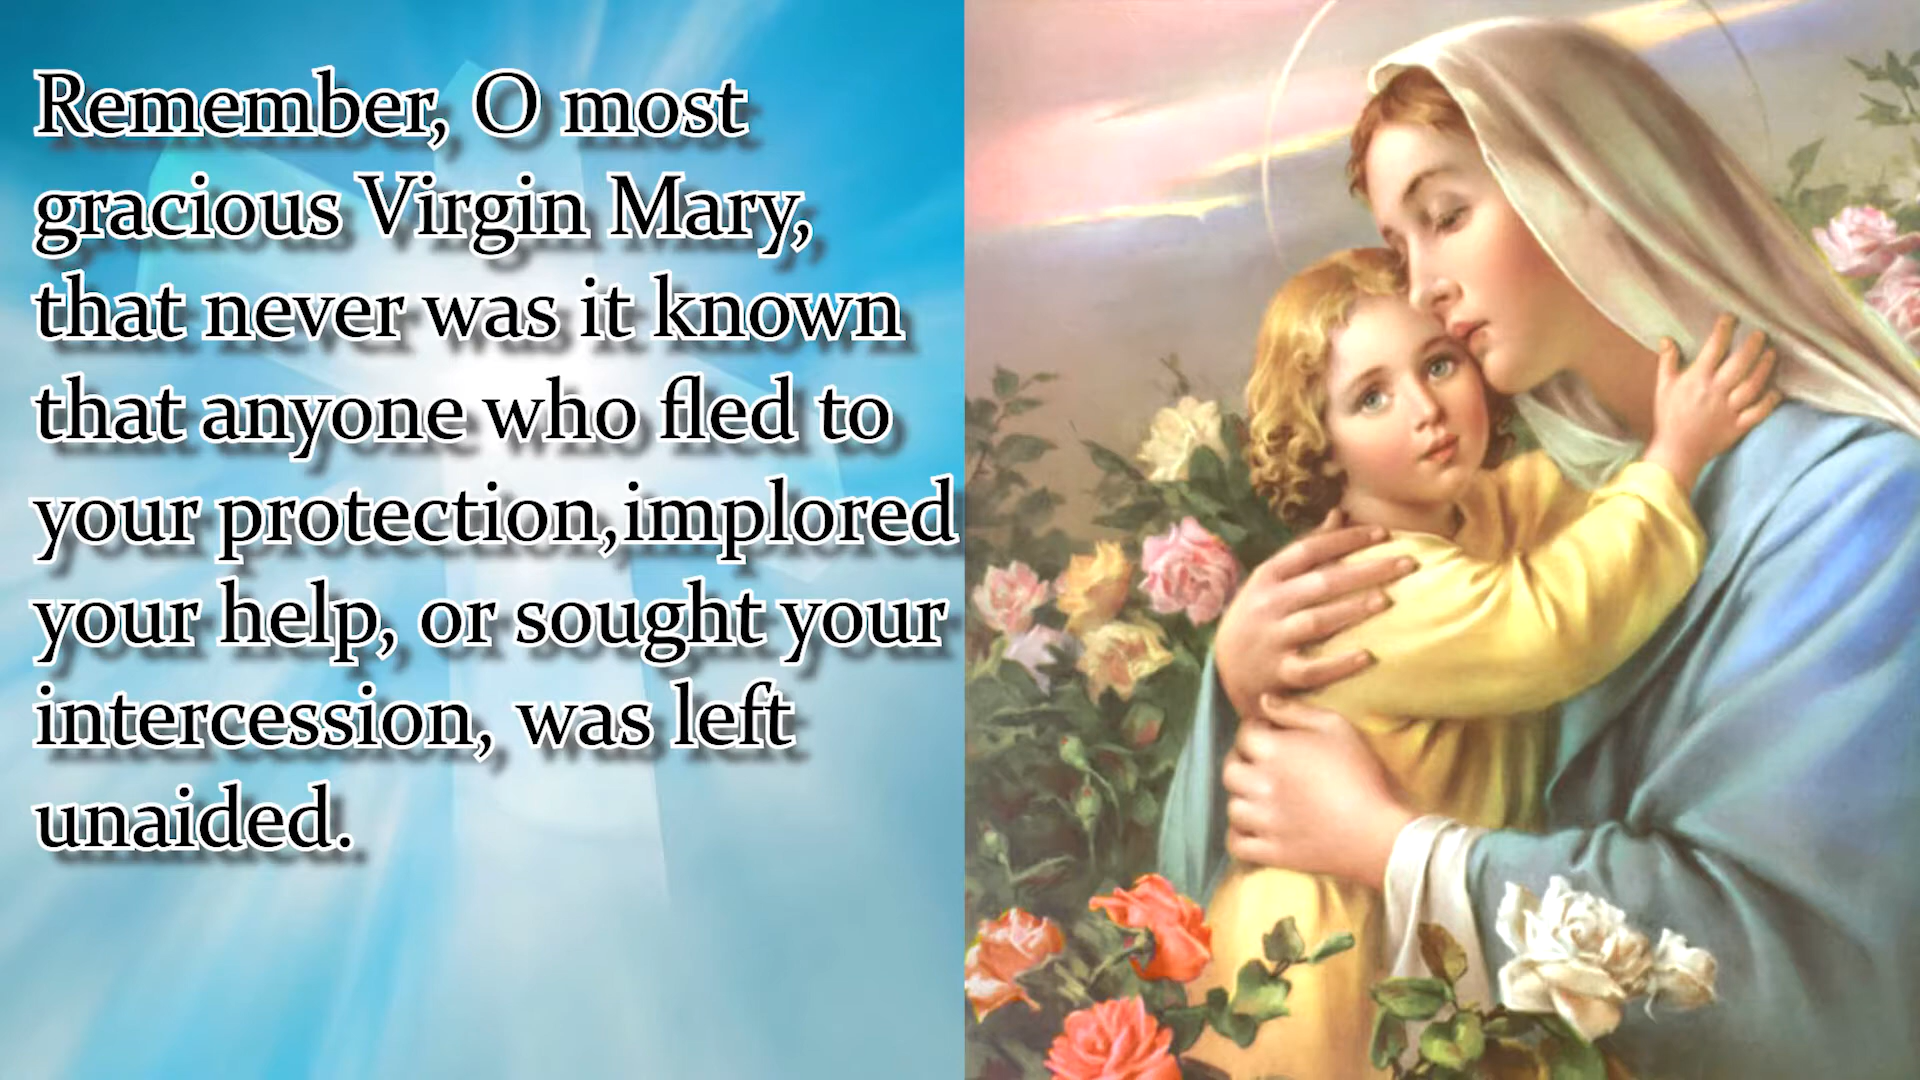 Remember, O most
gracious Virgin Mary,
that never was it known
that anyone who fled to
your protection,implored
your help, or sought your
intercession, was left
unaided.